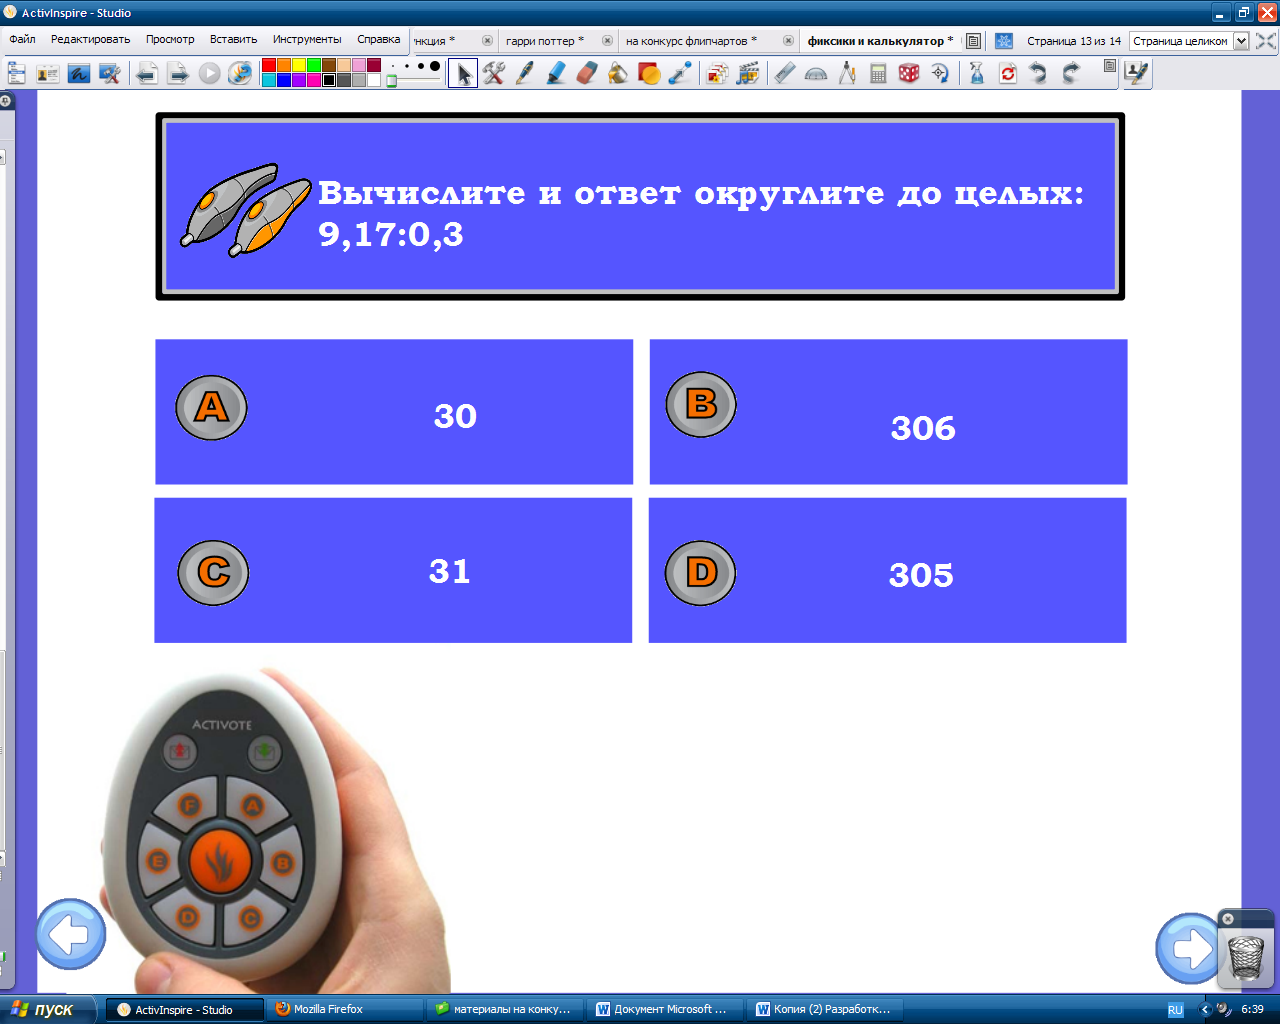 ActivInspire - Studio
Файл Редактировать Просмотр Вставить Инструменты Справка
нкция * гарри поттер * на конкурс флипчартов * фиксики и калькулятор * Страница 13 из 14 Страница целиком
Вычислите и ответ округлите до целых:
9,17:0,3
A 30
B 306
C 31
D 305
ACTIVOTE
F A
E B
D C
пуск ActivInspire - Studio Mozilla Firefox материалы на конку... Документ Microsoft ... Копия (2) Разработк... RU 6:39